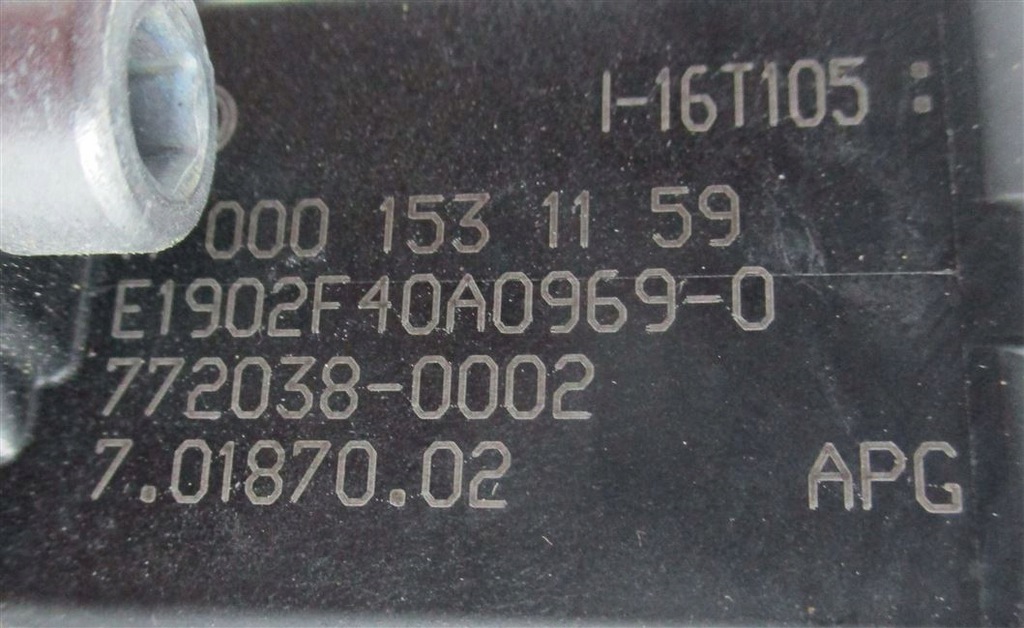 I-16T105 :
000 153 11 59
E1902F40A0969-0
772038-0002
7.01870.02 APG